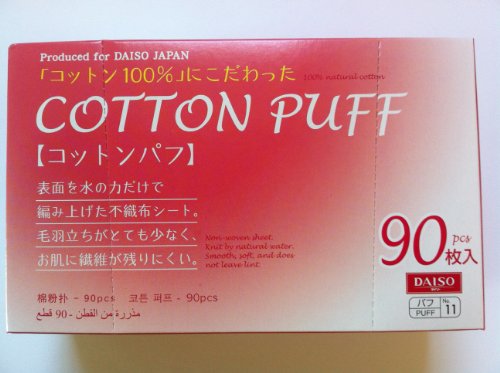 Produced for DAISO JAPAN
「コットン100%」にこだわった
100% natural cotton
COTTON PUFF
【コットンパフ】
表面を水の力だけで
編み上げた不織布シート。
毛羽立ちがとても少なく、
お肌に繊維が残りにくい。
Non-woven sheet.
Knit by natural water.
Smooth, soft, and does
not leave lint
90 pcs
枚入
DAISO
ダイソー
パフ
PUFF
No.
11
棉粉扑 - 90pcs 코튼 퍼프 - 90pcs
مذررة من القطن - 90 قطع